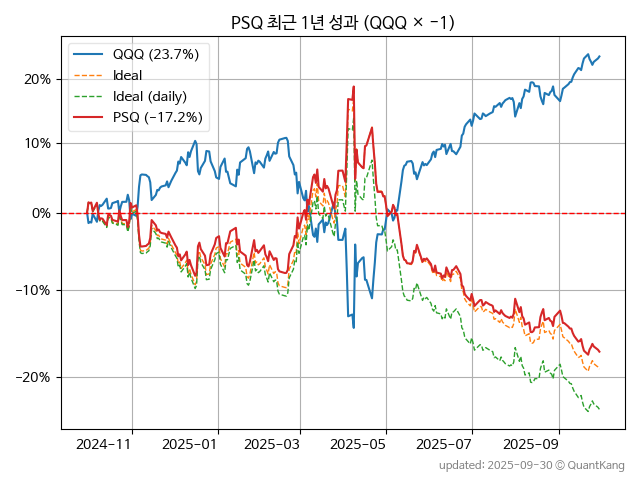 PSQ 최근 1년 성과 (QQQ × −1)
QQQ (23.7%)
Ideal
Ideal (daily)
PSQ (−17.2%)
20%
10%
0%
−10%
−20%
2024-11
2025-01
2025-03
2025-05
2025-07
2025-09
updated: 2025-09-30 © QuantKang